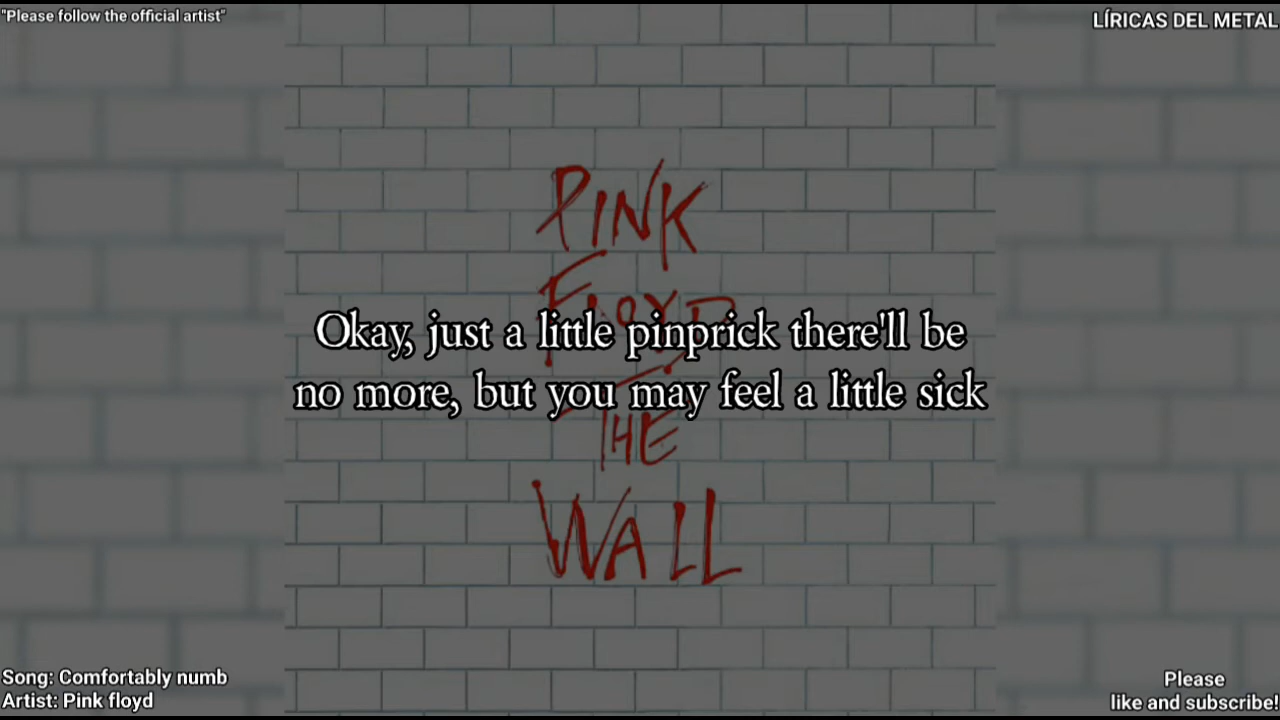 "Please follow the official artist"
LÍRICAS DEL METAL
PINK
FLOYD
Okay, just a little pinprick there'll be
no more, but you may feel a little sick
THE
WALL
Song: Comfortably numb
Artist: Pink floyd
Please
like and subscribe!